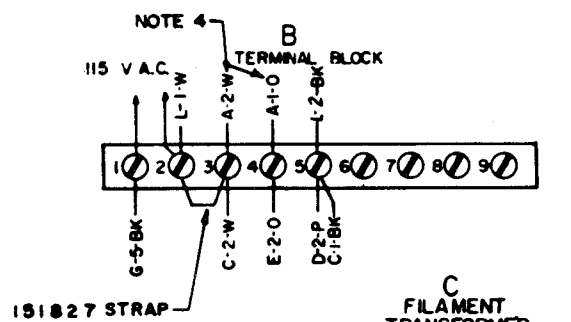 NOTE 4
B
TERMINAL BLOCK
115 V A.C.
L-1-W
A-2-W
A-1-O
L-2-BK
1 2 3 4 5 6 7 8 9
G-5-BK
C-2-W
E-2-O
D-2-P
C-1-BK
151827 STRAP
C
FILAMENT
TRANSFORMER